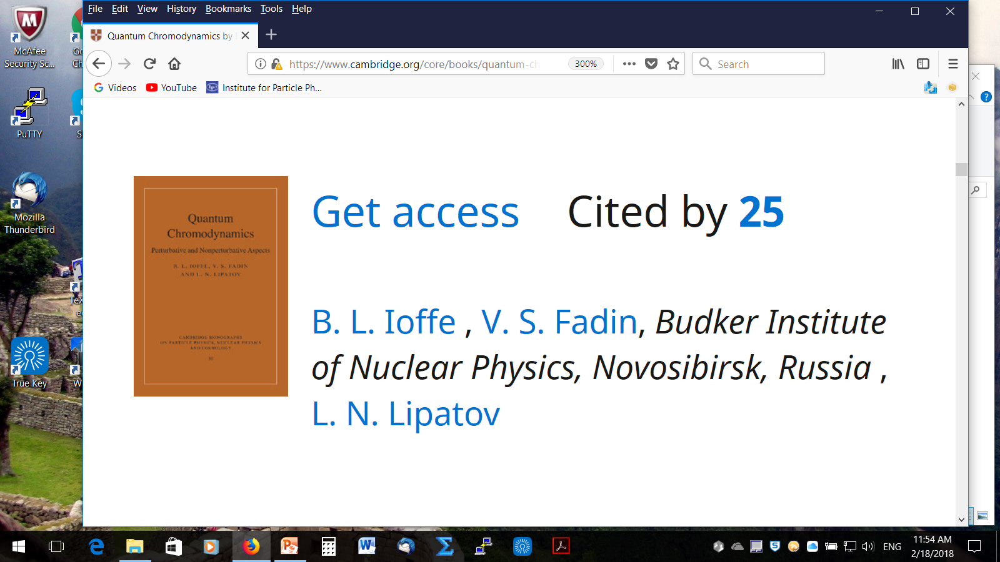 File Edit View History Bookmarks Tools Help
Quantum Chromodynamics by
https://www.cambridge.org/core/books/quantum-ch
300%
Search
Videos
YouTube
Institute for Particle Ph...
McAfee
Security Sc...
PuTTY
Mozilla
Thunderbird
True Key
Quantum
Chromodynamics
Perturbative and Nonperturbative Aspects
B. L. IOFFE, V. S. FADIN
AND L. N. LIPATOV
CAMBRIDGE MONOGRAPHS
ON PARTICLE PHYSICS, NUCLEAR PHYSICS
AND COSMOLOGY
30
Get access Cited by 25
B. L. Ioffe , V. S. Fadin, Budker Institute
of Nuclear Physics, Novosibirsk, Russia ,
L. N. Lipatov
ENG
11:54 AM
2/18/2018